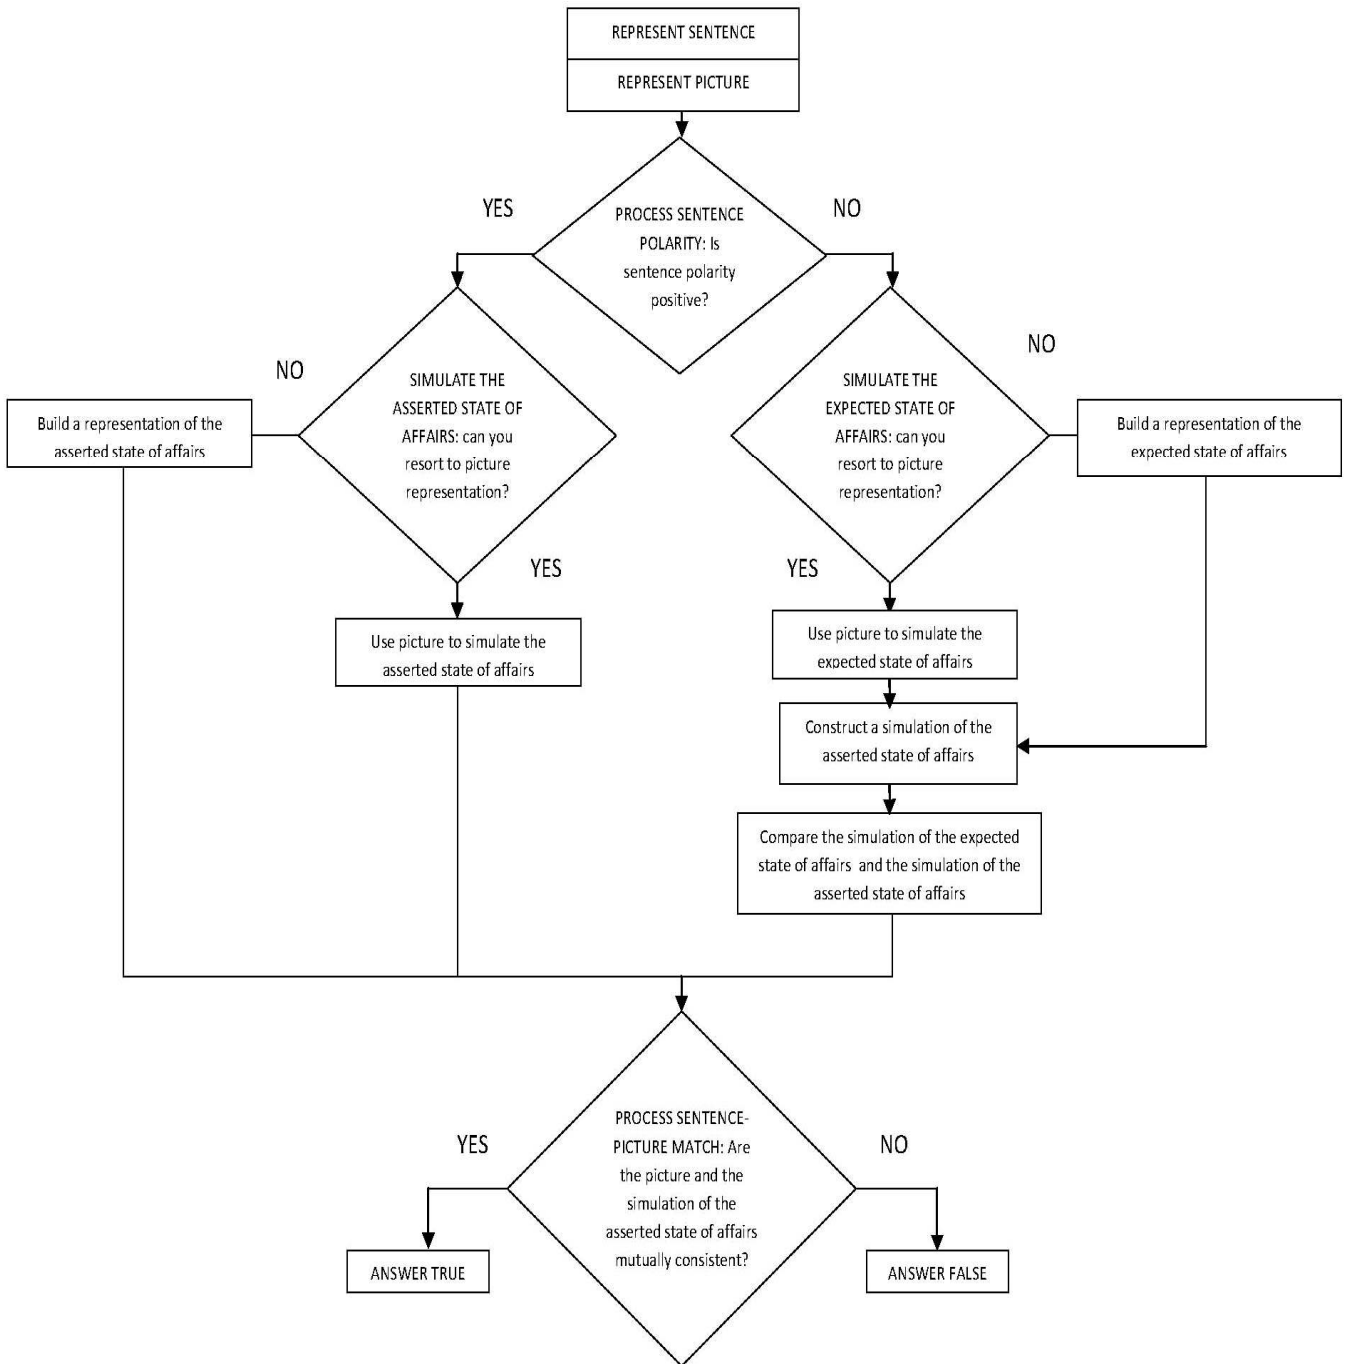 REPRESENT SENTENCE
REPRESENT PICTURE
YES
NO
PROCESS SENTENCE
POLARITY: Is
sentence polarity
positive?
NO
SIMULATE THE
ASSERTED STATE OF
AFFAIRS: can you
resort to picture
representation?
SIMULATE THE
EXPECTED STATE OF
AFFAIRS: can you
resort to picture
representation?
NO
Build a representation of the
asserted state of affairs
Build a representation of the
expected state of affairs
YES
YES
Use picture to simulate the
asserted state of affairs
Use picture to simulate the
expected state of affairs
Construct a simulation of the
asserted state of affairs
Compare the simulation of the expected
state of affairs and the simulation of the
asserted state of affairs
YES
PROCESS SENTENCE-
PICTURE MATCH: Are
the picture and the
simulation of the
asserted state of affairs
mutually consistent?
NO
ANSWER TRUE
ANSWER FALSE